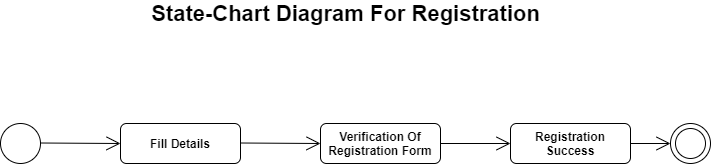 State-Chart Diagram For Registration
Fill Details
Verification Of
Registration Form
Registration
Success